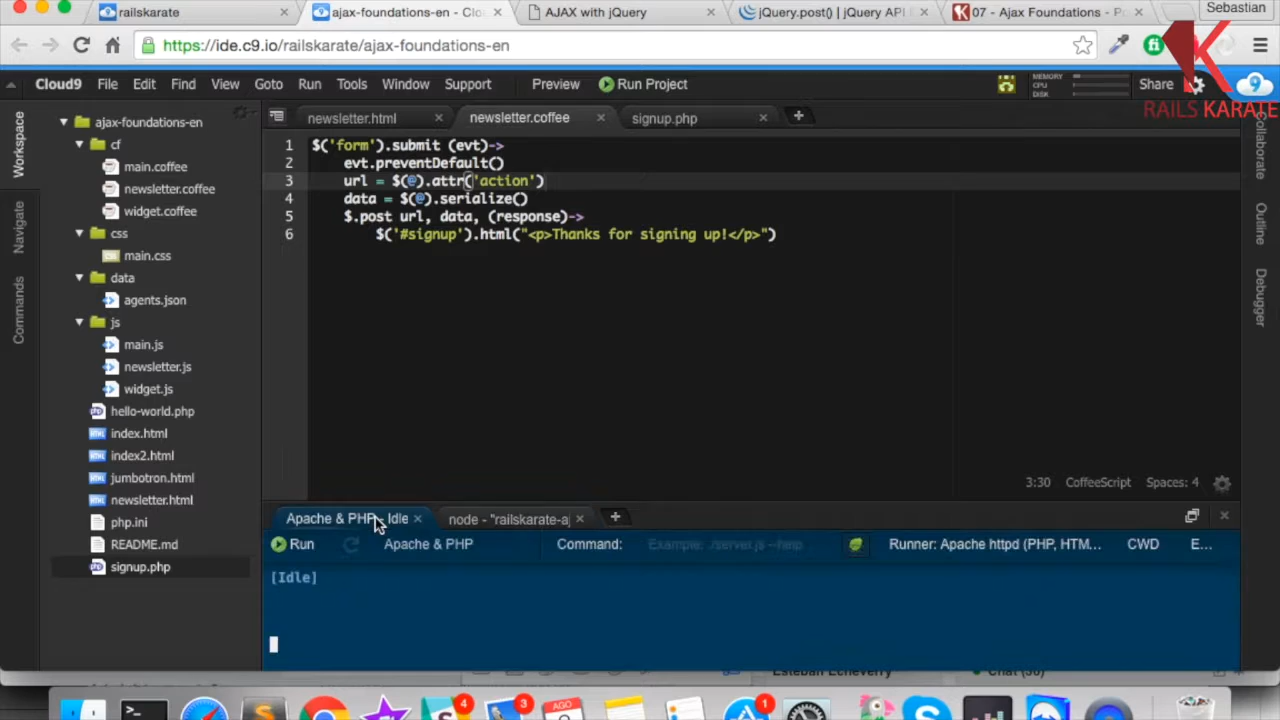 Sebastian
railskarate
ajax-foundations-en - Clo
AJAX with jQuery
jQuery.post() | jQuery API
07 - Ajax Foundations - P
https://ide.c9.io/railskarate/ajax-foundations-en
Cloud9 File Edit Find View Goto Run Tools Window Support Preview Run Project
MEMORY
CPU
DISK
Share
RAILS KARATE
Workspace
Navigate
Commands
ajax-foundations-en
cf
main.coffee
newsletter.coffee
widget.coffee
css
main.css
data
agents.json
js
main.js
newsletter.js
widget.js
hello-world.php
index.html
index2.html
jumbotron.html
newsletter.html
php.ini
README.md
signup.php
newsletter.html newsletter.coffee signup.php
1 $('form').submit (evt)->
2 evt.preventDefault()
3 url = $(@).attr('action')
4 data = $(@).serialize()
5 $.post url, data, (response)->
6 $('#signup').html("<p>Thanks for signing up!</p>")
3:30 CoffeeScript Spaces: 4
Collaborate
Outline
Debugger
Apache & PHP - Idle node - "railskarate-aj
Run Apache & PHP Command: Example: ./server.js --help Runner: Apache httpd (PHP, HTM... CWD E...
[Idle]
Esteban Echeverry
4
3
AGO
1